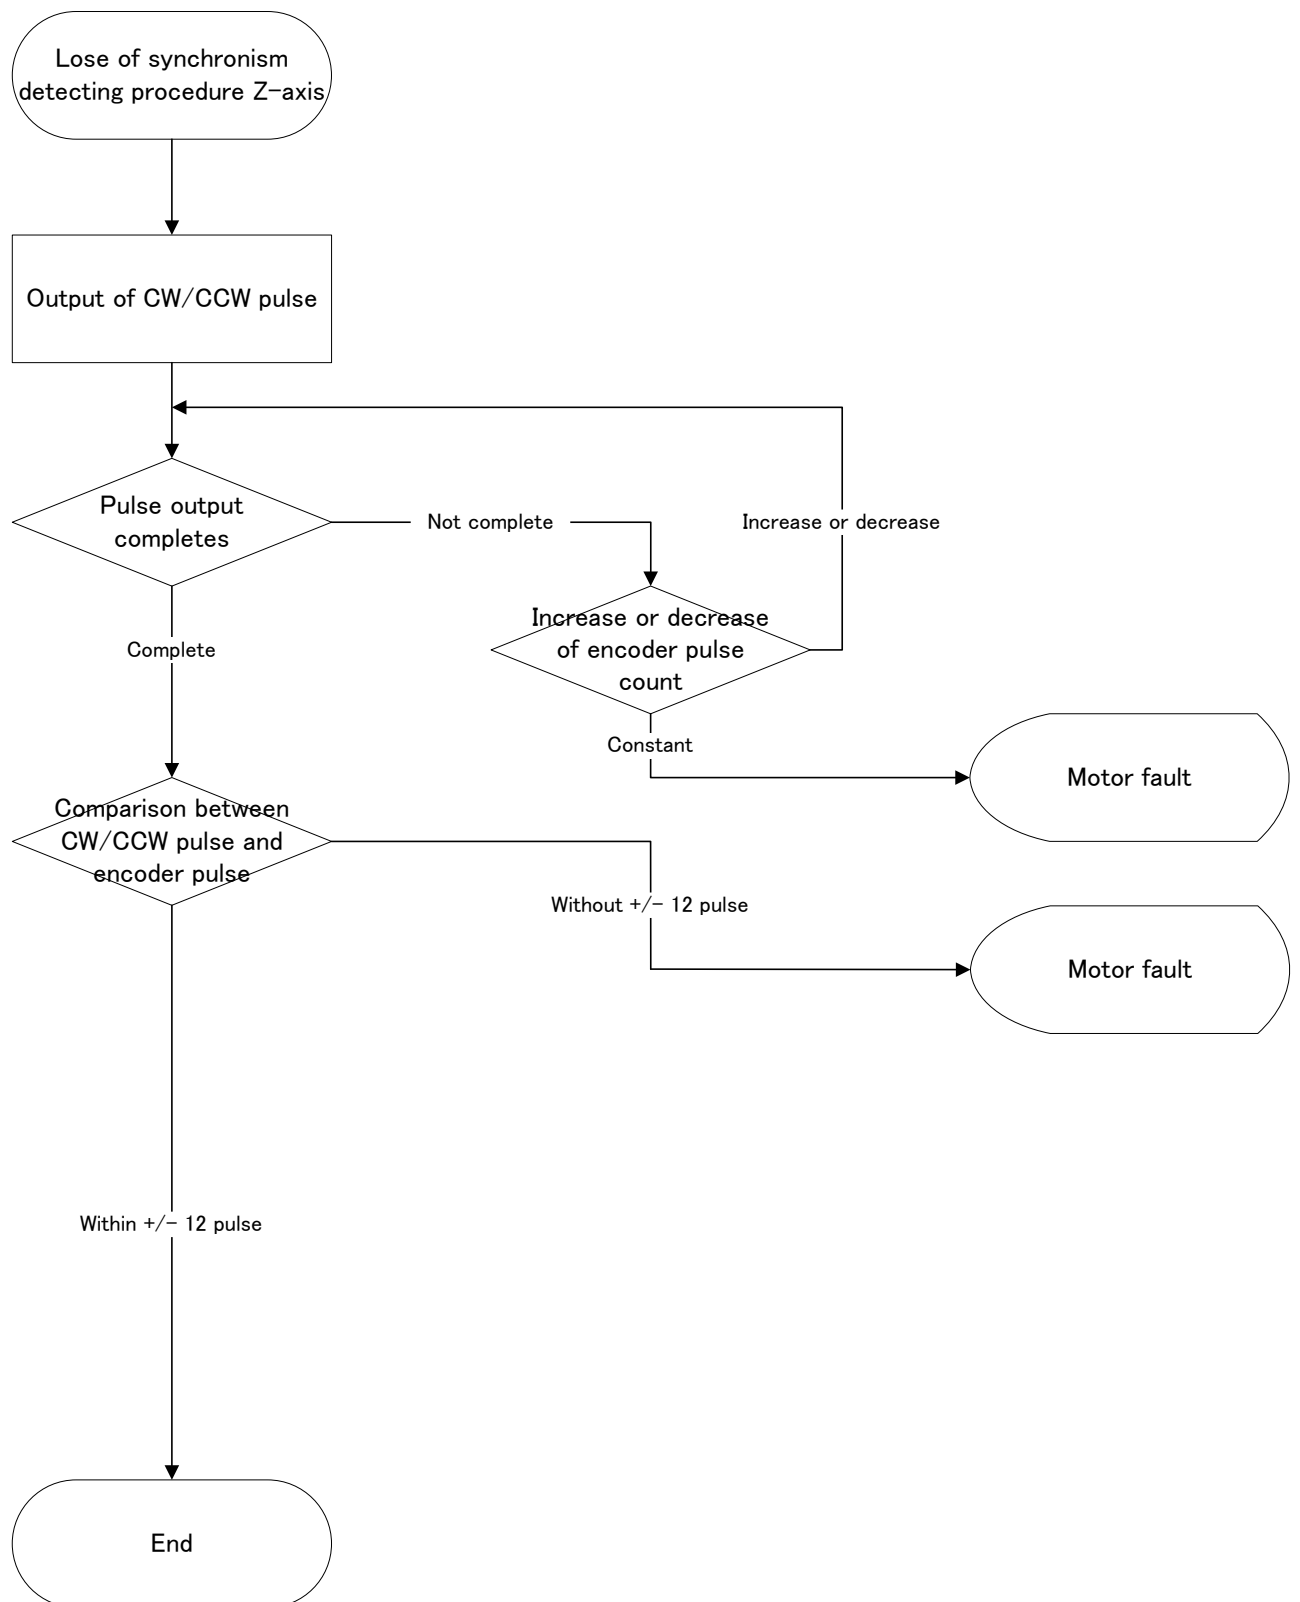 Lose of synchronism
detecting procedure Z-axis
Output of CW/CCW pulse
Pulse output
completes
Not complete
Increase or decrease
Increase or decrease
of encoder pulse
count
Complete
Constant
Motor fault
Comparison between
CW/CCW pulse and
encoder pulse
Without +/- 12 pulse
Motor fault
Within +/- 12 pulse
End